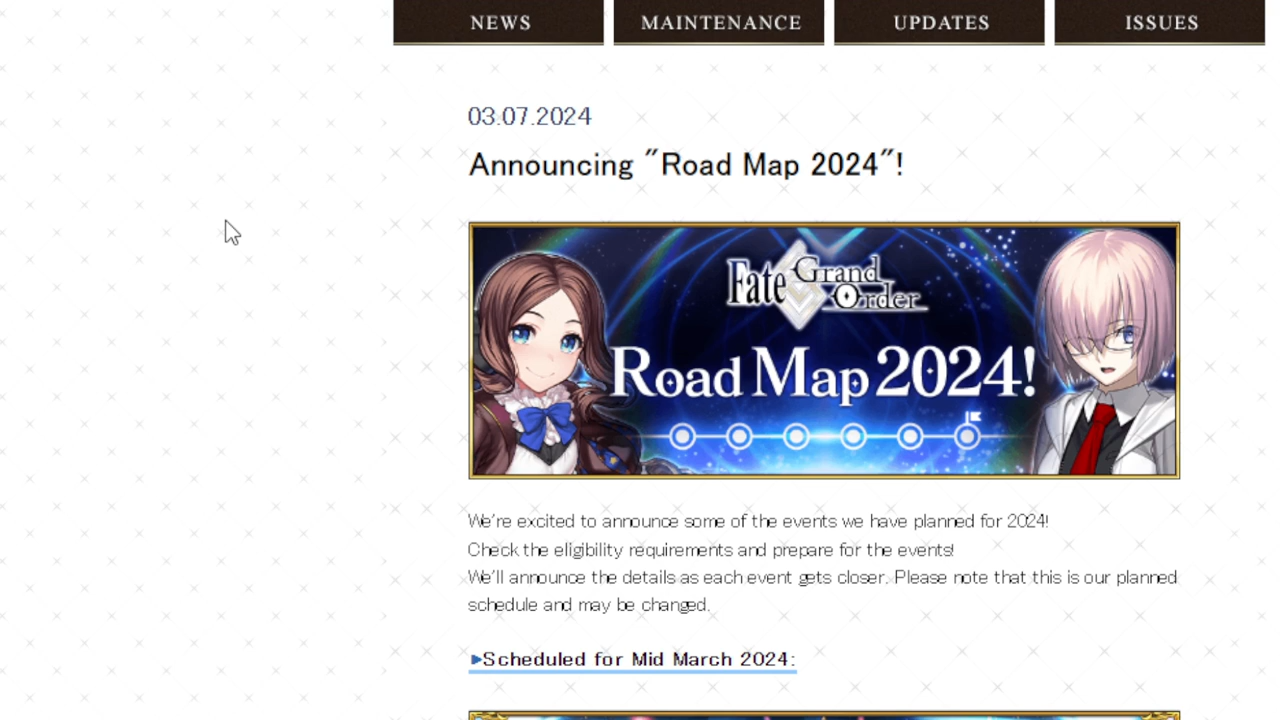 NEWS
MAINTENANCE
UPDATES
ISSUES
03.07.2024
Announcing "Road Map 2024"!
Fate Grand Order
Road Map 2024!
We're excited to announce some of the events we have planned for 2024!
Check the eligibility requirements and prepare for the events!
We'll announce the details as each event gets closer. Please note that this is our planned
schedule and may be changed.
▶Scheduled for Mid March 2024: